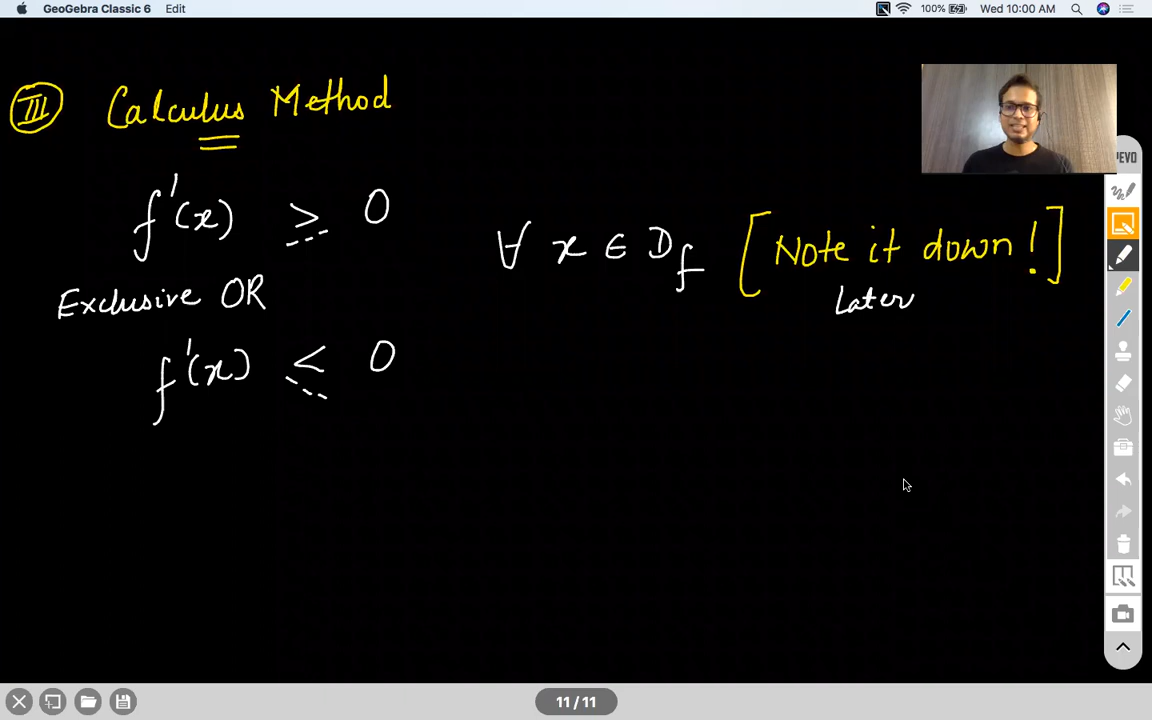 GeoGebra Classic 6 Edit 100% Wed 10:00 AM
III Calculus Method
f'(x) ≥ 0
∀ x ∈ Df [Note it down!]
Exclusive OR
Later
f'(x) ≤ 0
EVO
11 / 11